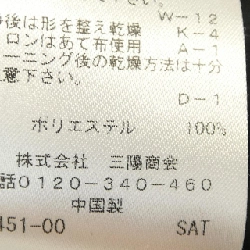 W-12
後は形を整え乾燥 K-4
ロンはあて布使用 A-1
ーニング後の乾燥方法は十分
意下さい。
D-1
ポリエステル 100%
株式会社 三陽商会
話0120-340-460
中国製
451-00 SAT